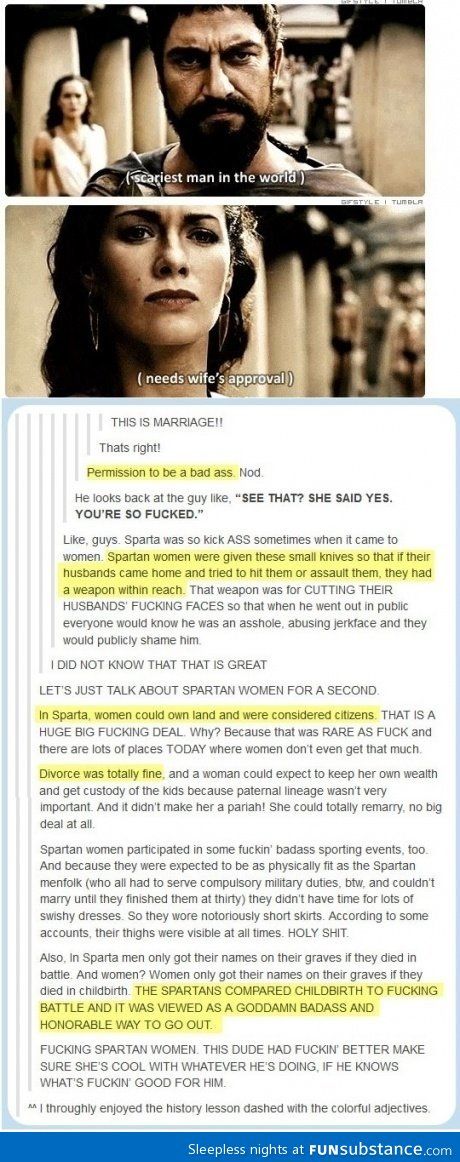 GIFSTYLE | TUMBLR
( scariest man in the world )
GIFSTYLE | TUMBLR
( needs wife's approval )
THIS IS MARRIAGE!!
Thats right!
Permission to be a bad ass. Nod.
He looks back at the guy like, “SEE THAT? SHE SAID YES.
YOU’RE SO FUCKED.”
Like, guys. Sparta was so kick ASS sometimes when it came to
women. Spartan women were given these small knives so that if their
husbands came home and tried to hit them or assault them, they had
a weapon within reach. That weapon was for CUTTING THEIR
HUSBANDS’ FUCKING FACES so that when he went out in public
everyone would know he was an asshole, abusing jerkface and they
would publicly shame him.
I DID NOT KNOW THAT THAT IS GREAT
LET’S JUST TALK ABOUT SPARTAN WOMEN FOR A SECOND.
In Sparta, women could own land and were considered citizens. THAT IS A
HUGE BIG FUCKING DEAL. Why? Because that was RARE AS FUCK and
there are lots of places TODAY where women don’t even get that much.
Divorce was totally fine, and a woman could expect to keep her own wealth
and get custody of the kids because paternal lineage wasn’t very
important. And it didn’t make her a pariah! She could totally remarry, no big
deal at all.
Spartan women participated in some fuckin’ badass sporting events, too.
And because they were expected to be as physically fit as the Spartan
menfolk (who all had to serve compulsory military duties, btw, and couldn’t
marry until they finished them at thirty) they didn’t have time for lots of
swishy dresses. So they wore notoriously short skirts. According to some
accounts, their thighs were visible at all times. HOLY SHIT.
Also, In Sparta men only got their names on their graves if they died in
battle. And women? Women only got their names on their graves if they
died in childbirth. THE SPARTANS COMPARED CHILDBIRTH TO FUCKING
BATTLE AND IT WAS VIEWED AS A GODDAMN BADASS AND
HONORABLE WAY TO GO OUT.
FUCKING SPARTAN WOMEN. THIS DUDE HAD FUCKIN’ BETTER MAKE
SURE SHE’S COOL WITH WHATEVER HE’S DOING, IF HE KNOWS
WHAT’S FUCKIN’ GOOD FOR HIM.
^^ I throughly enjoyed the history lesson dashed with the colorful adjectives.
Sleepless nights at FUNsubstance.com